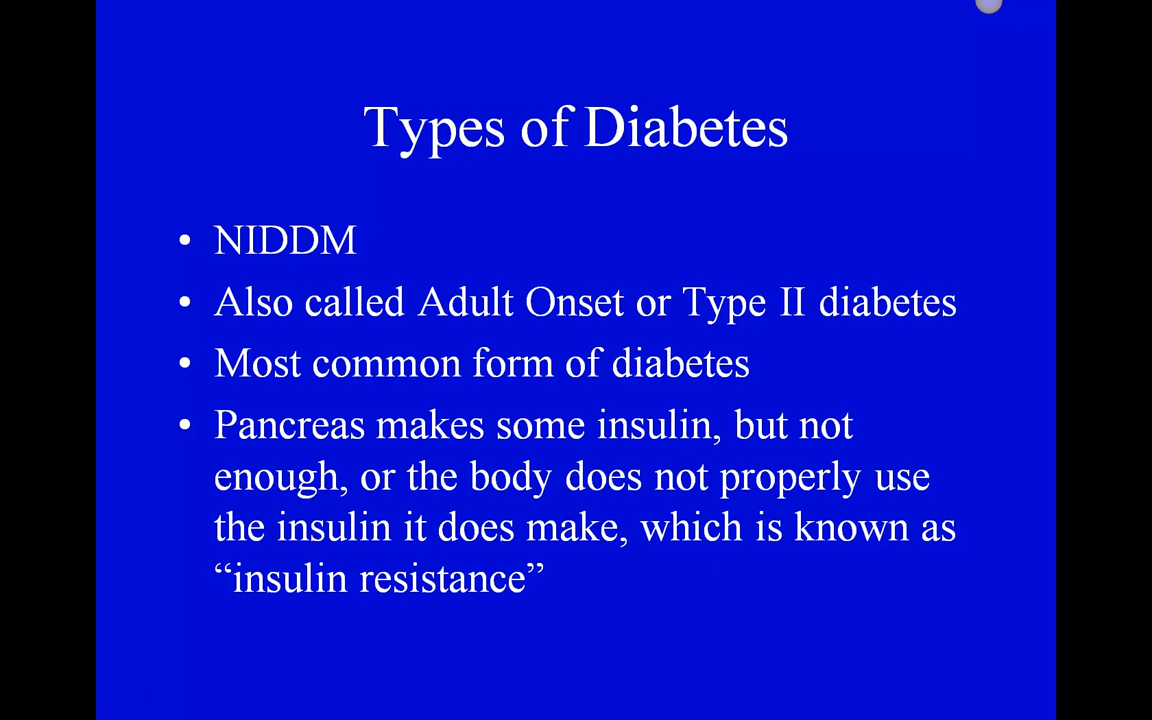 Types of Diabetes
• NIDDM
• Also called Adult Onset or Type II diabetes
• Most common form of diabetes
• Pancreas makes some insulin, but not
enough, or the body does not properly use
the insulin it does make, which is known as
“insulin resistance”